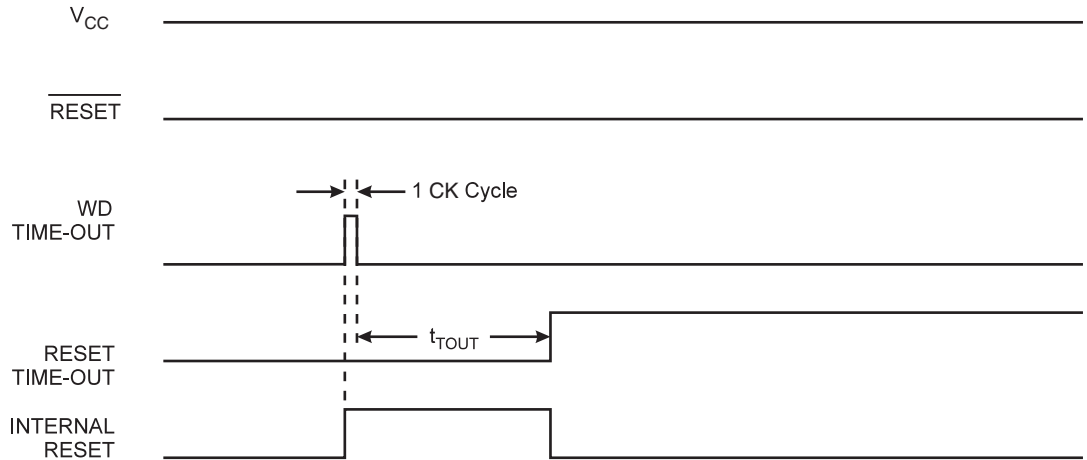 VCC
RESET
1 CK Cycle
WD
TIME-OUT
tTOUT
RESET
TIME-OUT
INTERNAL
RESET